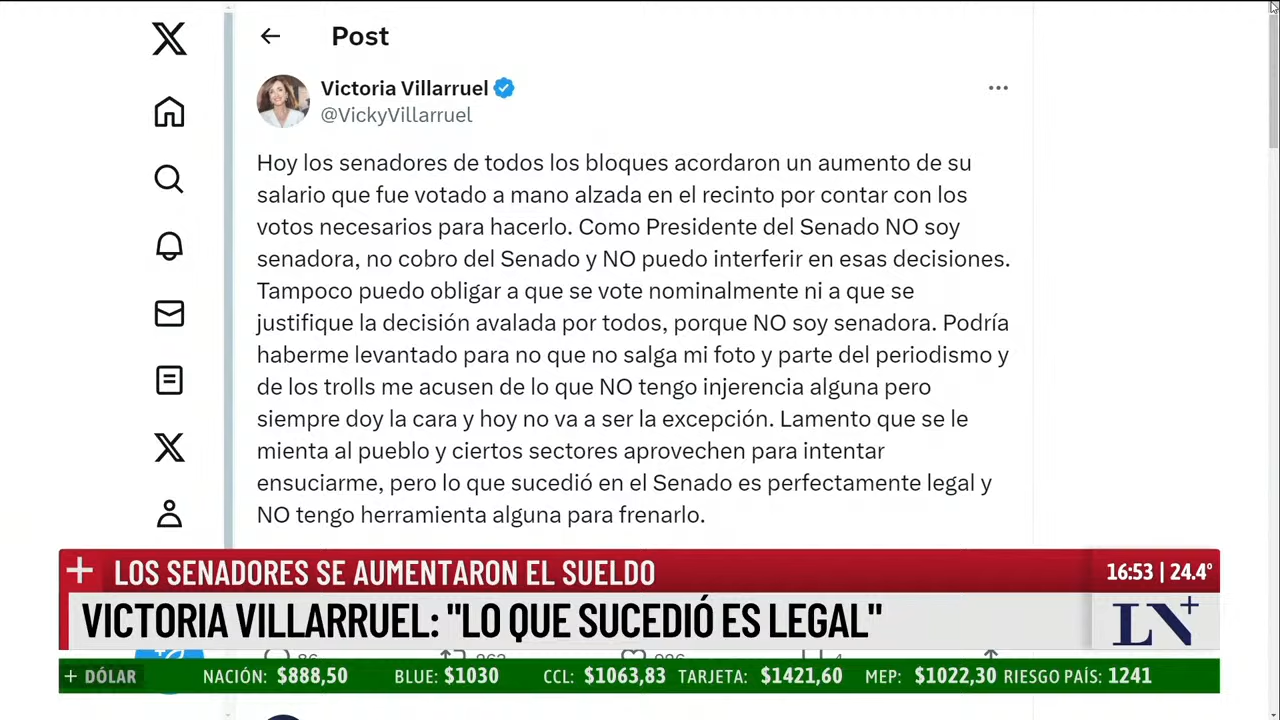 Post
Victoria Villarruel
@VickyVillarruel
Hoy los senadores de todos los bloques acordaron un aumento de su
salario que fue votado a mano alzada en el recinto por contar con los
votos necesarios para hacerlo. Como Presidente del Senado NO soy
senadora, no cobro del Senado y NO puedo interferir en esas decisiones.
Tampoco puedo obligar a que se vote nominalmente ni a que se
justifique la decisión avalada por todos, porque NO soy senadora. Podría
haberme levantado para no que no salga mi foto y parte del periodismo y
de los trolls me acusen de lo que NO tengo injerencia alguna pero
siempre doy la cara y hoy no va a ser la excepción. Lamento que se le
mienta al pueblo y ciertos sectores aprovechen para intentar
ensuciarme, pero lo que sucedió en el Senado es perfectamente legal y
NO tengo herramienta alguna para frenarlo.
+ LOS SENADORES SE AUMENTARON EL SUELDO
16:53 | 24.4°
VICTORIA VILLARRUEL: "LO QUE SUCEDIÓ ES LEGAL"
LN+
+ DÓLAR NACIÓN: $888,50 BLUE: $1030 CCL: $1063,83 TARJETA: $1421,60 MEP: $1022,30 RIESGO PAÍS: 1241